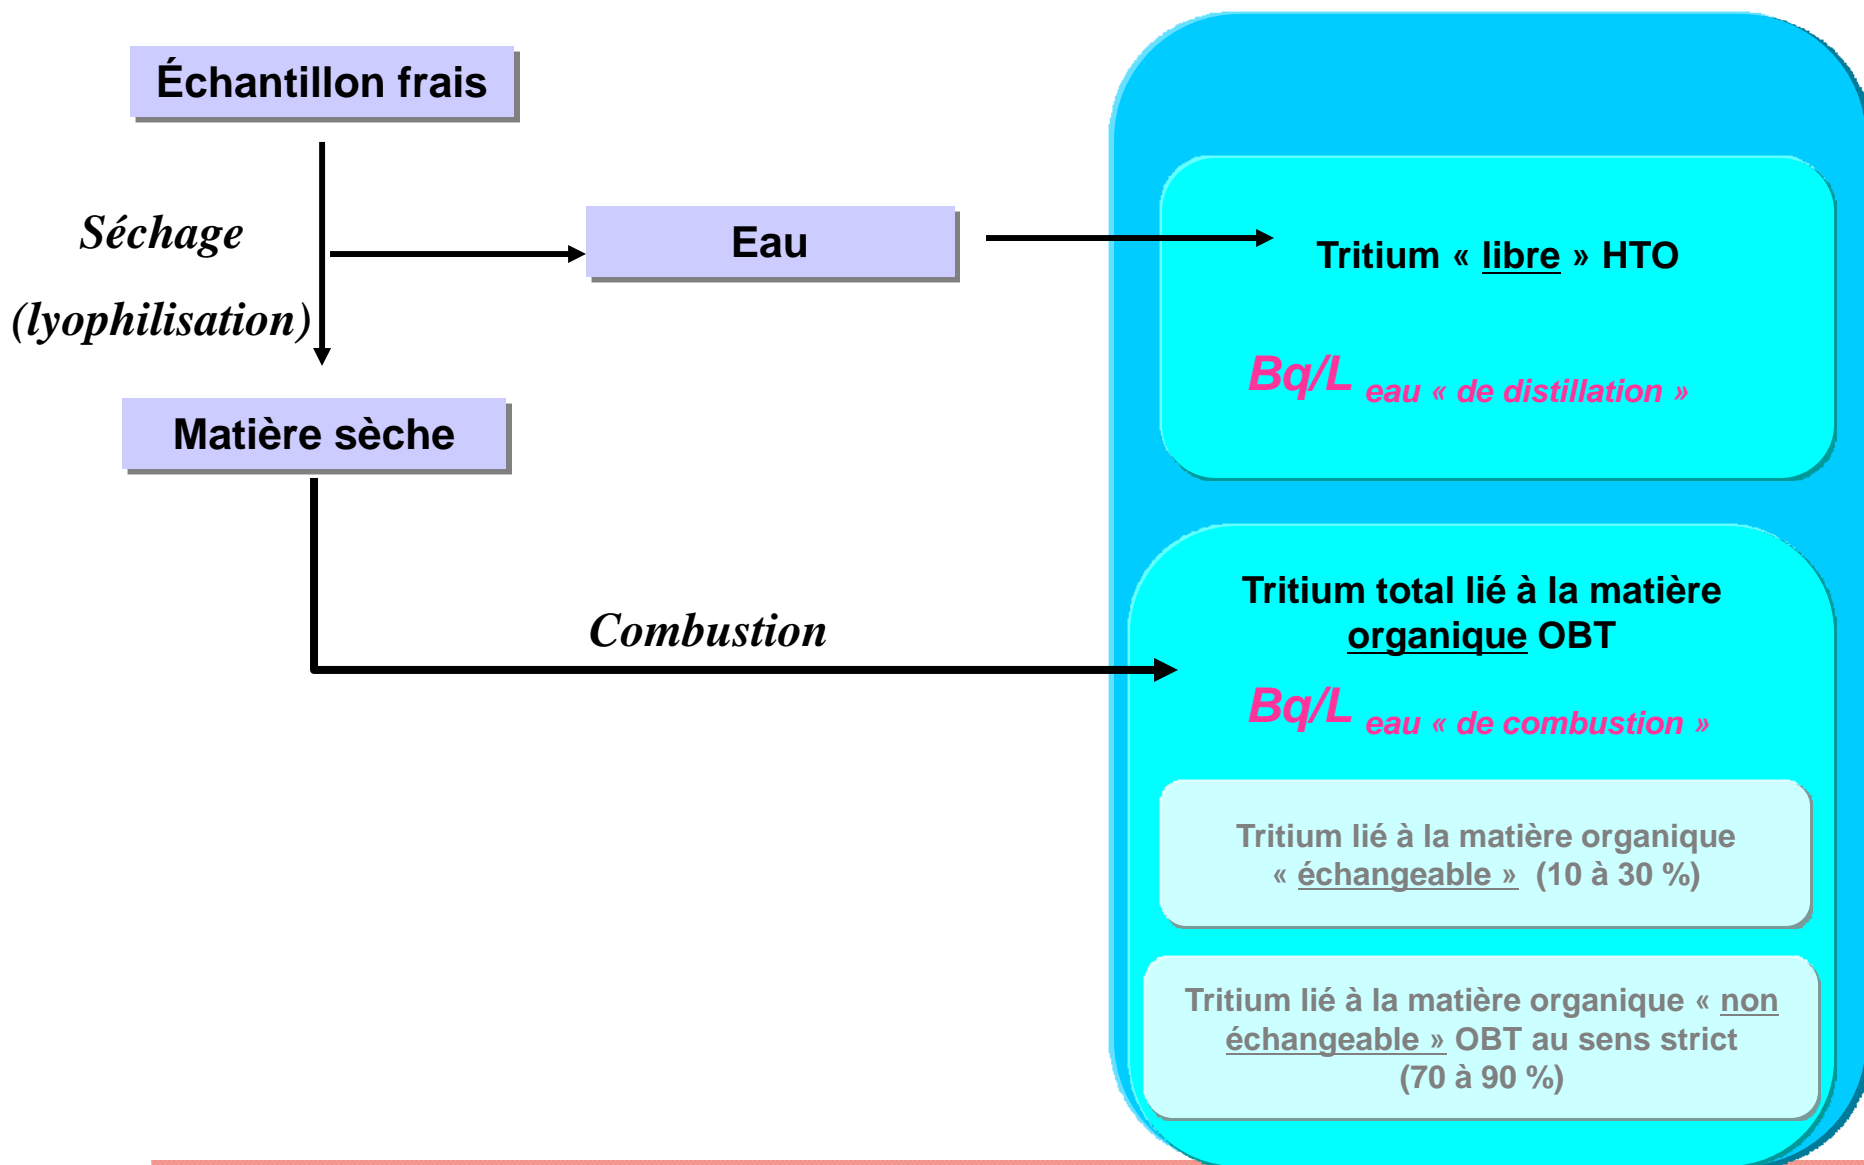 Échantillon frais
Séchage
(lyophilisation)
Eau
Matière sèche
Combustion
Tritium « libre » HTO
Bq/L eau « de distillation »
Tritium total lié à la matière
organique OBT
Bq/L eau « de combustion »
Tritium lié à la matière organique
« échangeable » (10 à 30 %)
Tritium lié à la matière organique « non
échangeable » OBT au sens strict
(70 à 90 %)